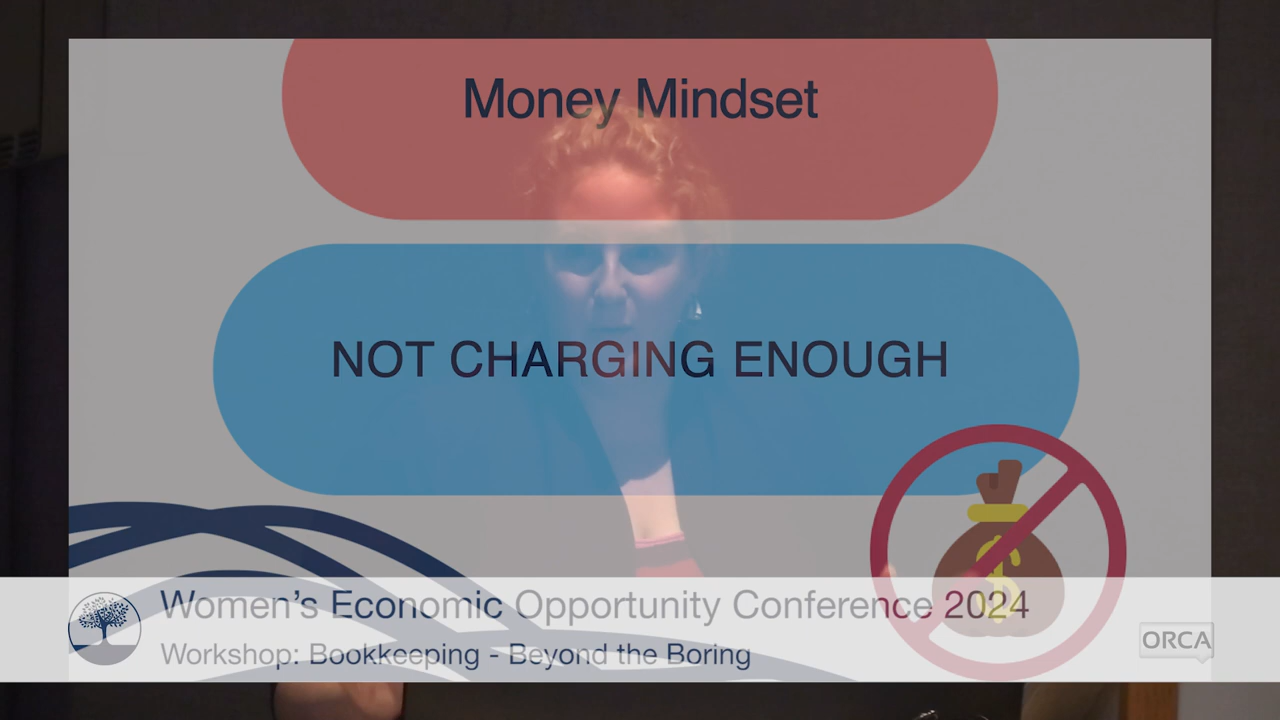 Money Mindset
NOT CHARGING ENOUGH
$
Women's Economic Opportunity Conference 2024
Workshop: Bookkeeping - Beyond the Boring
ORCA